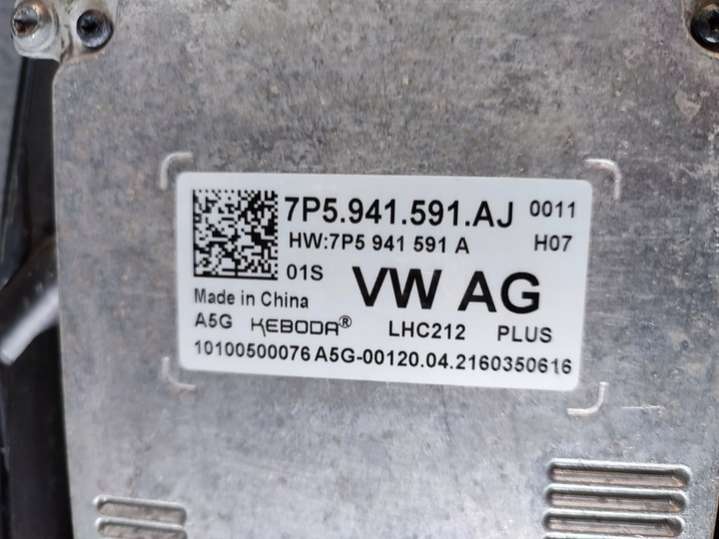 7P5.941.591.AJ 0011
HW:7P5 941 591 A H07
01S VW AG
Made in China
A5G KEBODA® LHC212 PLUS
10100500076 A5G-00120.04.2160350616